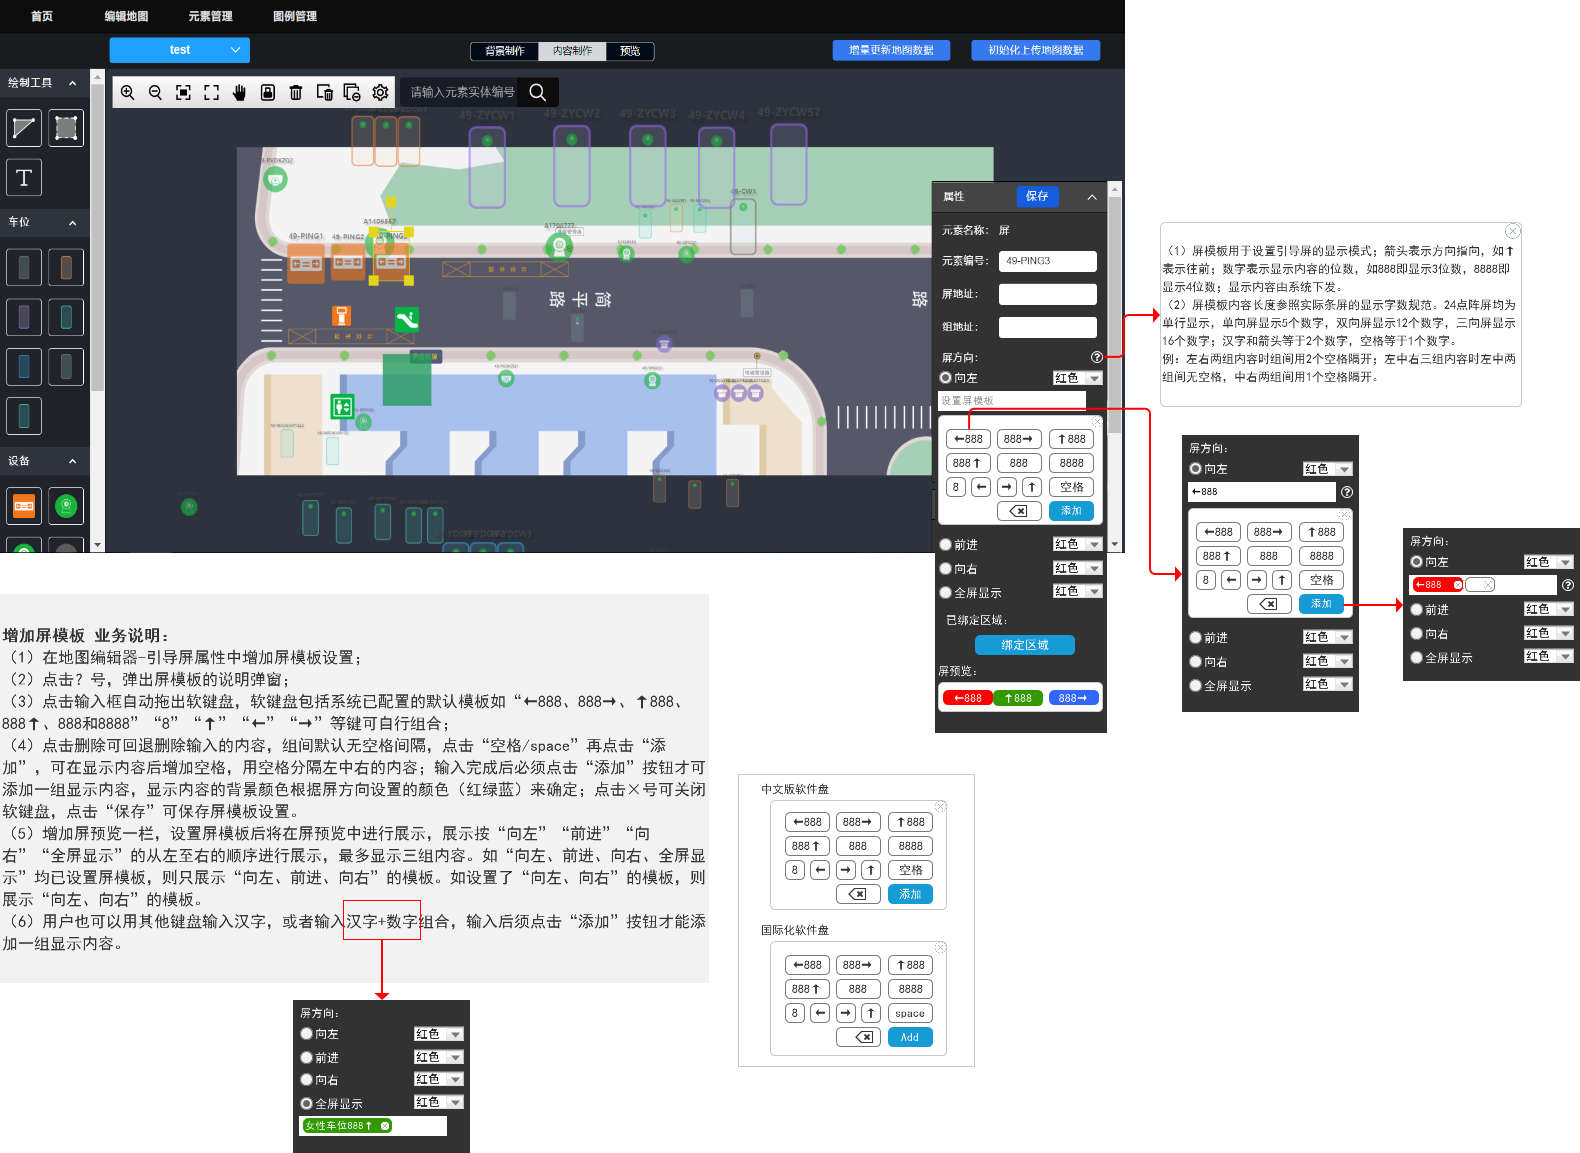 首页 编辑地图 元素管理 图例管理
test
背景制作 内容制作 预览
增量更新地图数据 初始化上传地图数据
绘制工具
请输入元素实体编号
T
车位
设备
49-ZYCW1 49-ZYCW2 49-ZYCW3 49-ZYCW4 49-ZYCW57
49-CW1
A1408567
49-PING1 49-PING2 49-PING3
简平路
路
属性 保存
元素名称： 屏
元素编号： 49-PING3
屏地址：
组地址：
屏方向： ?
向左 红色
设置屏模板
←888 888→ ↑888
888↑ 888 8888
8 ← → ↑ 空格
添加
前进 红色
向右 红色
全屏显示 红色
已绑定区域：
绑定区域
屏预览：
←888 ↑888 888→
（1）屏模板用于设置引导屏的显示模式；箭头表示方向指向，如↑
表示往前；数字表示显示内容的位数，如888即显示3位数，8888即
显示4位数；显示内容由系统下发。
（2）屏模板内容长度参照实际条屏的显示字数规范。24点阵屏均为
单行显示，单向屏显示5个数字，双向屏显示12个数字，三向屏显示
16个数字；汉字和箭头等于2个数字，空格等于1个数字。
例：左右两组内容时组间用2个空格隔开；左中右三组内容时左中两
组间无空格，中右两组间用1个空格隔开。
屏方向：
向左 红色
←888 ?
←888 888→ ↑888
888↑ 888 8888
8 ← → ↑ 空格
添加
前进 红色
向右 红色
全屏显示 红色
屏方向：
向左 红色
←888 ?
前进 红色
向右 红色
全屏显示 红色
增加屏模板 业务说明：
（1）在地图编辑器-引导屏属性中增加屏模板设置；
（2）点击？号，弹出屏模板的说明弹窗；
（3）点击输入框自动拖出软键盘，软键盘包括系统已配置的默认模板如“←888、888→、↑888、
888↑、888和8888”“8”“↑”“←”“→”等键可自行组合；
（4）点击删除可回退删除输入的内容，组间默认无空格间隔，点击“空格/space”再点击“添
加”，可在显示内容后增加空格，用空格分隔左中右的内容；输入完成后必须点击“添加”按钮才可
添加一组显示内容，显示内容的背景颜色根据屏方向设置的颜色（红绿蓝）来确定；点击×号可关闭
软键盘，点击“保存”可保存屏模板设置。
（5）增加屏预览一栏，设置屏模板后将在屏预览中进行展示，展示按“向左”“前进”“向
右”“全屏显示”的从左至右的顺序进行展示，最多显示三组内容。如“向左、前进、向右、全屏显
示”均已设置屏模板，则只展示“向左、前进、向右”的模板。如设置了“向左、向右”的模板，则
展示“向左、向右”的模板。
（6）用户也可以用其他键盘输入汉字，或者输入汉字+数字组合，输入后须点击“添加”按钮才能添
加一组显示内容。
屏方向：
向左 红色
前进 红色
向右 红色
全屏显示 红色
女性车位888↑
中文版软件盘
←888 888→ ↑888
888↑ 888 8888
8 ← → ↑ 空格
添加
国际化软件盘
←888 888→ ↑888
888↑ 888 8888
8 ← → ↑ space
Add